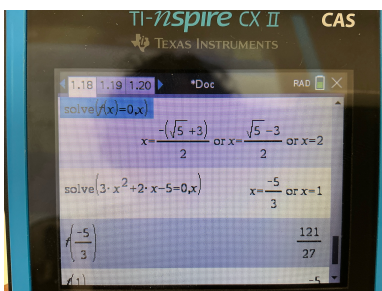 TI-nspire CX II CAS
TEXAS INSTRUMENTS
1.18 1.19 1.20 *Doc RAD
solve(f(x)=0,x)
x=-(√5+3)/2 or x=√5-3/2 or x=2
solve(3·x²+2·x-5=0,x) x=-5/3 or x=1
f(-5/3) 121/27
f(1) -5